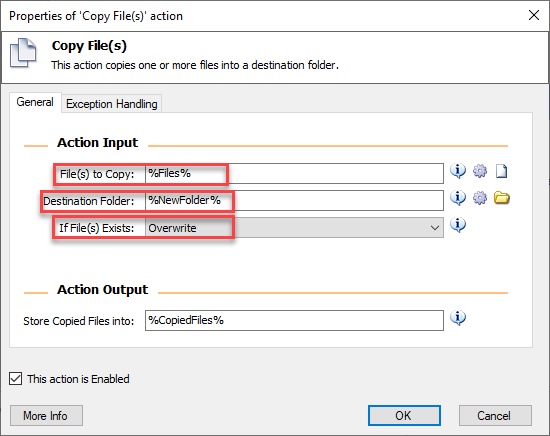 Properties of 'Copy File(s)' action
Copy File(s)
This action copies one or more files into a destination folder.
General Exception Handling
Action Input
File(s) to Copy: %Files%
Destination Folder: %NewFolder%
If File(s) Exists: Overwrite
Action Output
Store Copied Files into: %CopiedFiles%
This action is Enabled
More Info OK Cancel